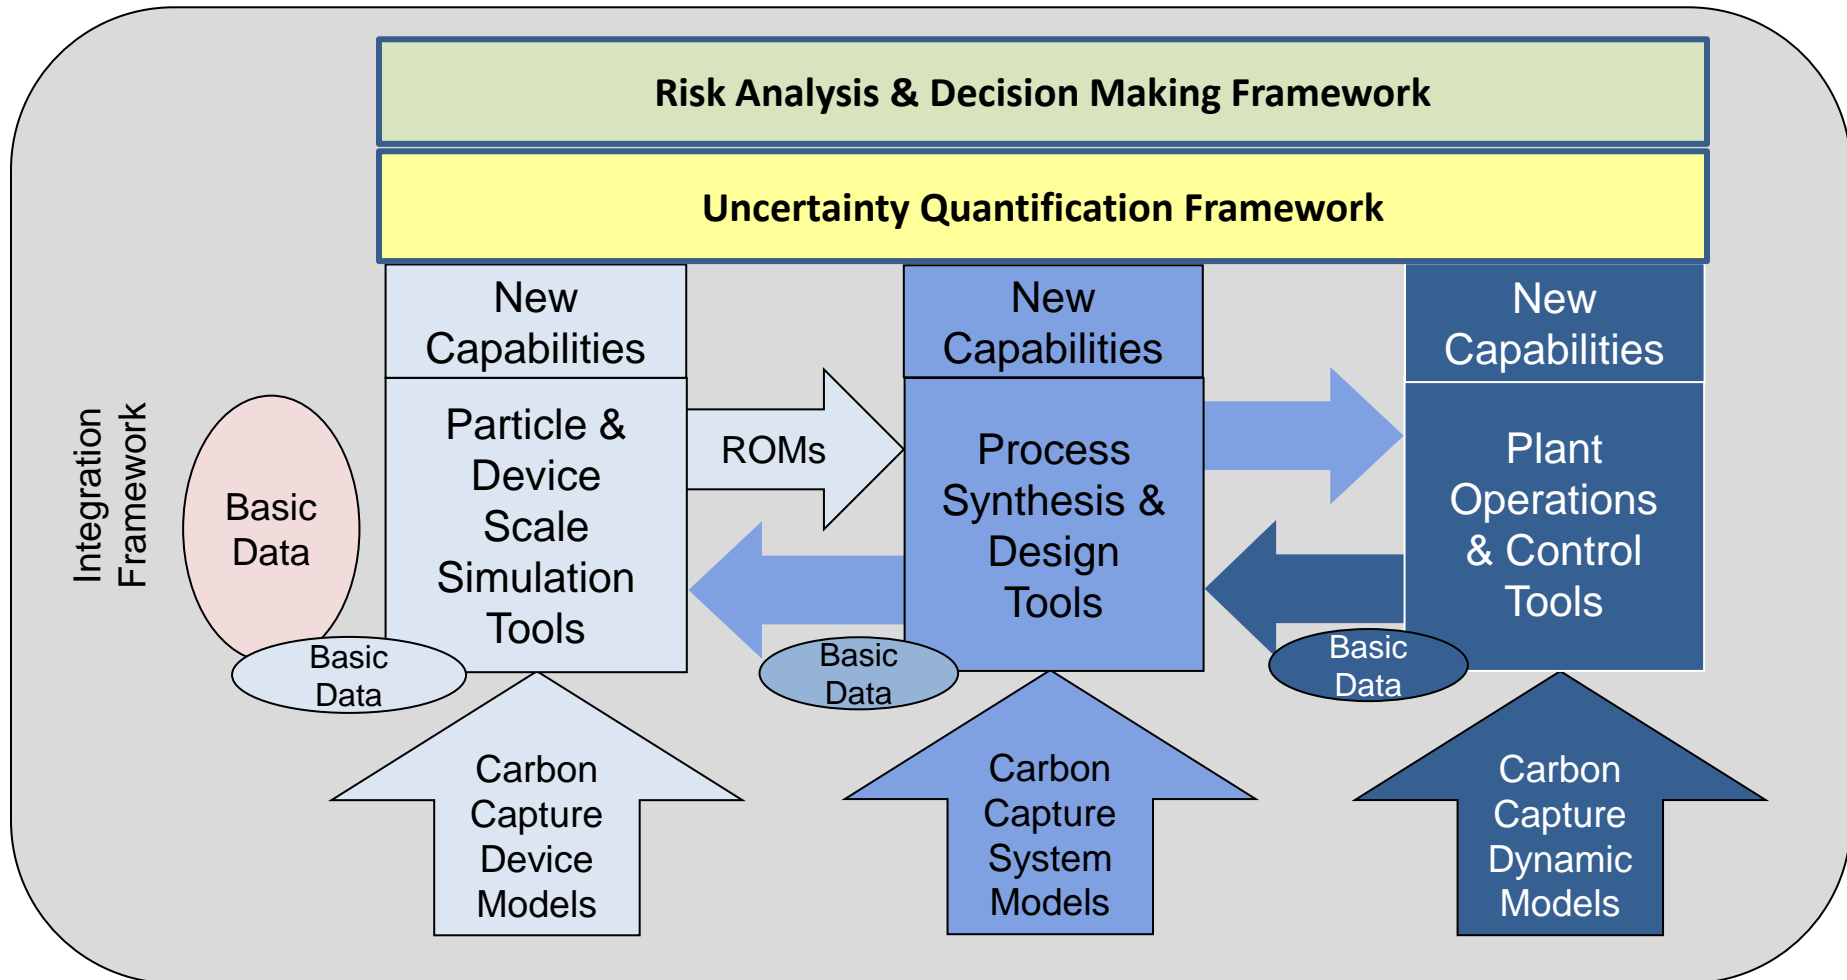 Risk Analysis & Decision Making Framework
Uncertainty Quantification Framework
New
Capabilities
New
Capabilities
New
Capabilities
Integration
Framework
Basic
Data
Particle &
Device
Scale
Simulation
Tools
ROMs
Process
Synthesis &
Design
Tools
Plant
Operations
& Control
Tools
Basic
Data
Basic
Data
Basic
Data
Carbon
Capture
Device
Models
Carbon
Capture
System
Models
Carbon
Capture
Dynamic
Models